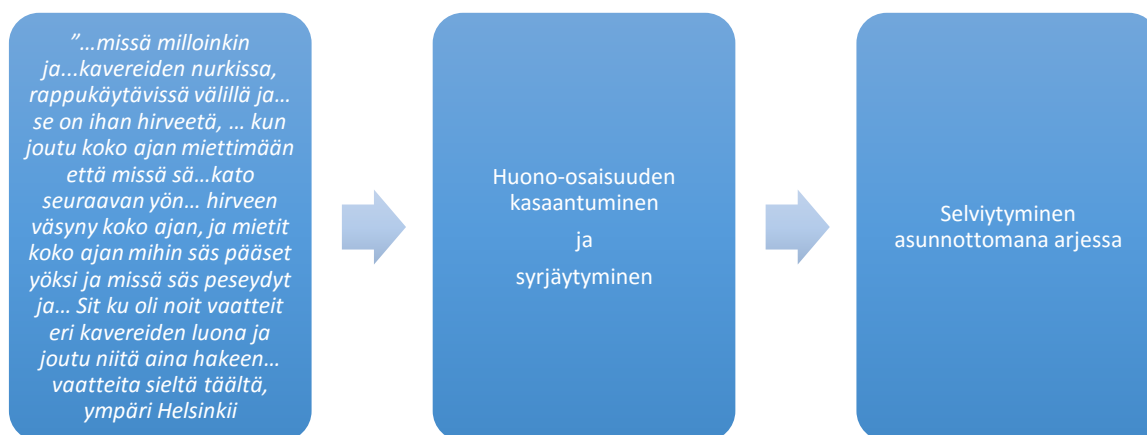 ”…missä milloinkin
ja...kavereiden nurkissa,
rappukäytävissä välillä ja…
se on ihan hirveetä, … kun
joutu koko ajan miettimään
että missä sä…kato
seuraavan yön… hirveen
väsyny koko ajan, ja mietit
koko ajan mihin säs pääset
yöksi ja missä säs peseydyt
ja… Sit ku oli noit vaatteit
eri kavereiden luona ja
joutu niitä aina hakeen…
vaatteita sieltä täältä,
ympäri Helsinkii
Huono-osaisuuden
kasaantuminen
ja
syrjäytyminen
Selviytyminen
asunnottomana arjessa